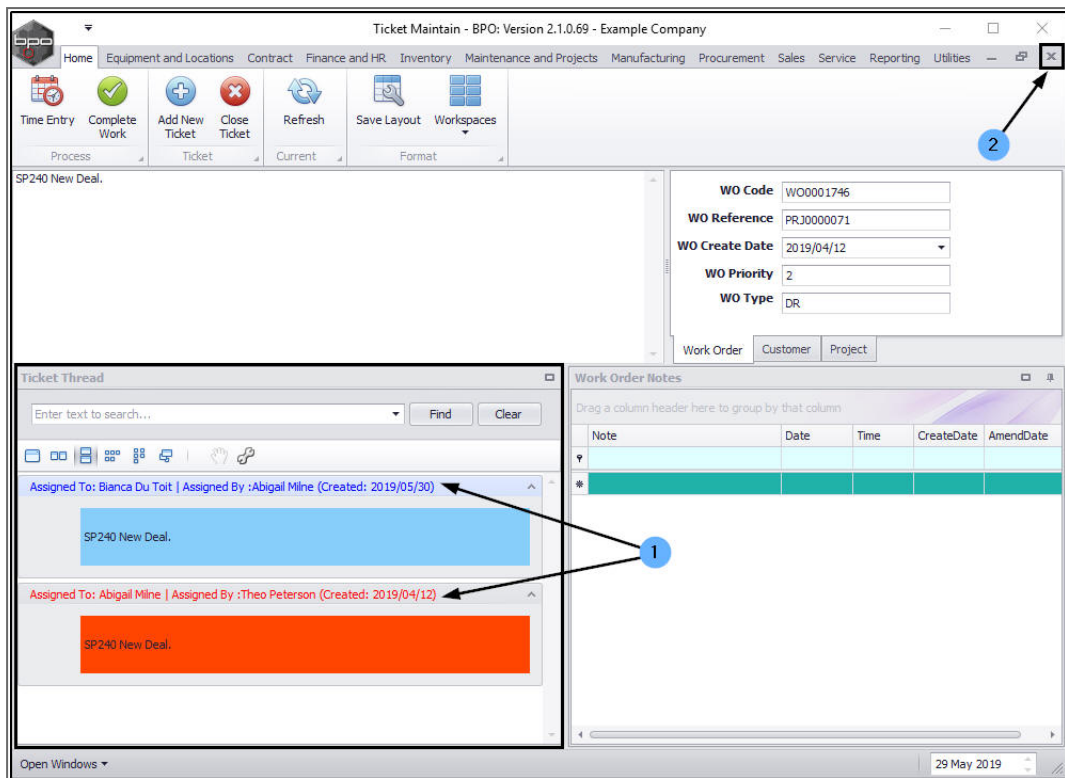 Ticket Maintain - BPO: Version 2.1.0.69 - Example Company
bpo
Home Equipment and Locations Contract Finance and HR Inventory Maintenance and Projects Manufacturing Procurement Sales Service Reporting Utilities
Time Entry Complete Work Add New Ticket Close Ticket Refresh Save Layout Workspaces
Process Ticket Current Format
2
SP240 New Deal.
WO Code WO0001746
WO Reference PRJ0000071
WO Create Date 2019/04/12
WO Priority 2
WO Type DR
Work Order Customer Project
Ticket Thread
Enter text to search... Find Clear
Assigned To: Bianca Du Toit | Assigned By :Abigail Milne (Created: 2019/05/30)
SP240 New Deal.
1
Assigned To: Abigail Milne | Assigned By :Theo Peterson (Created: 2019/04/12)
SP240 New Deal.
Work Order Notes
Drag a column header here to group by that column
Note Date Time CreateDate AmendDate
Open Windows 29 May 2019